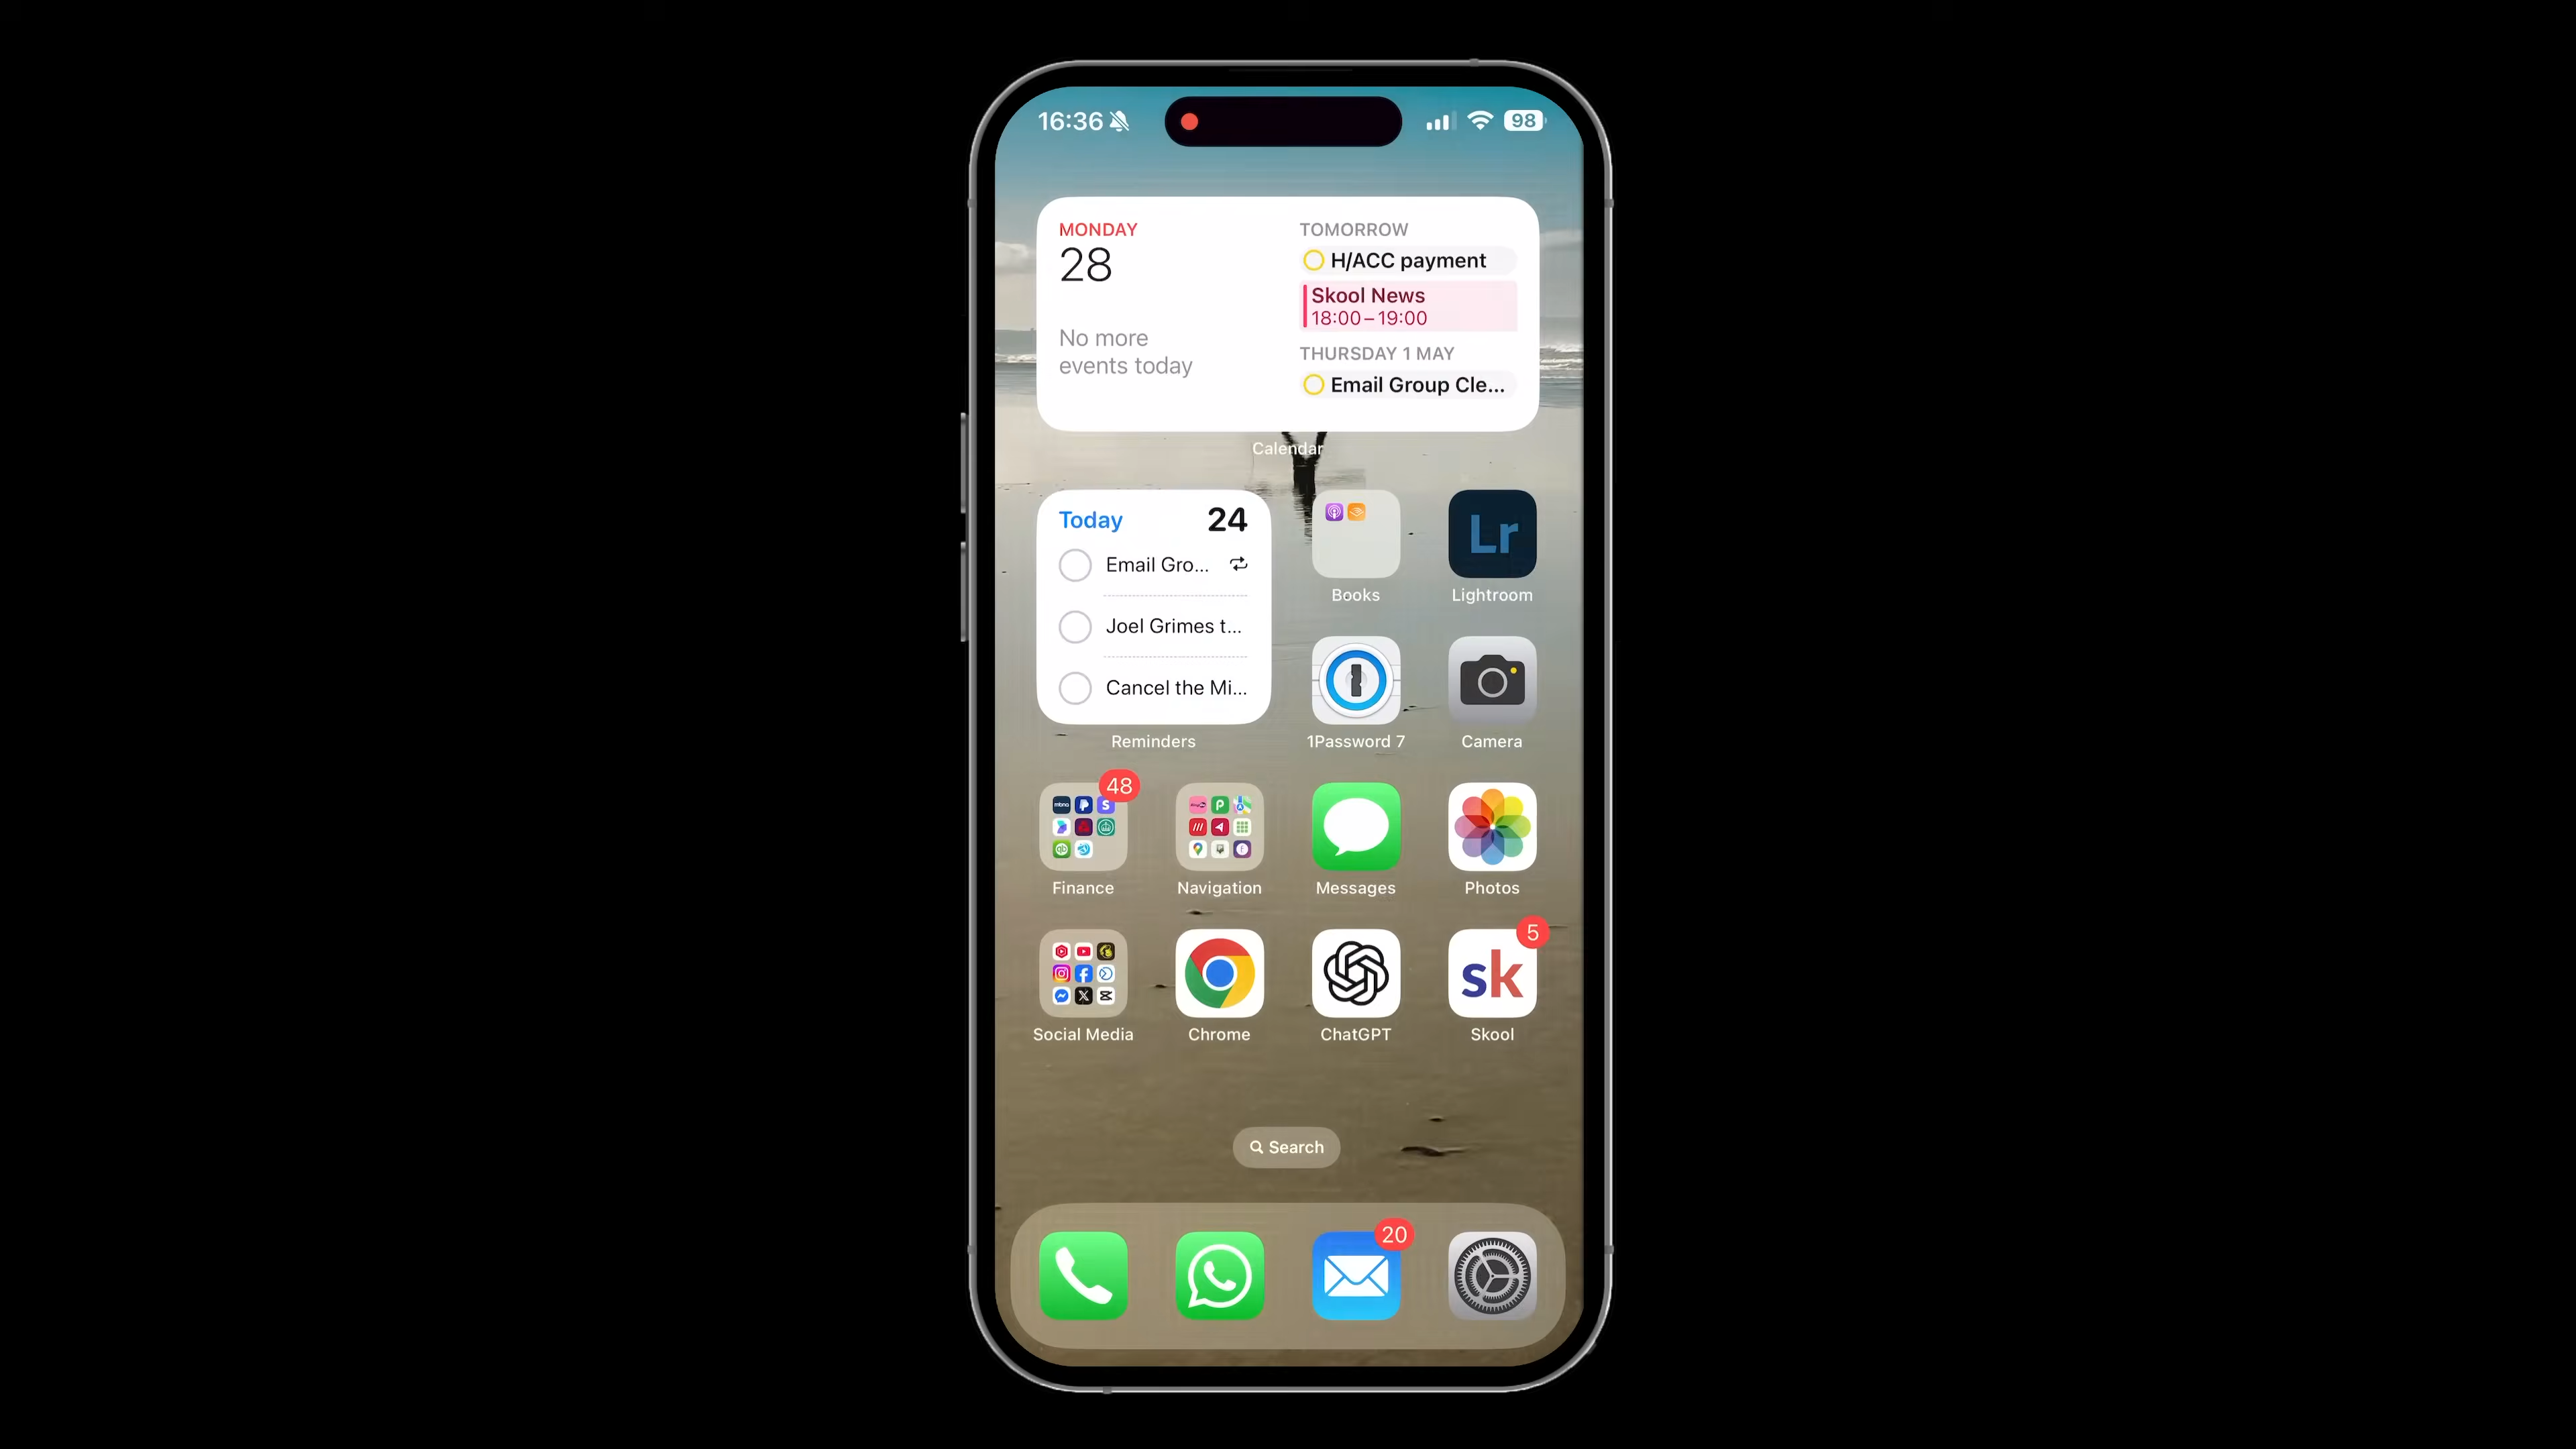 16:36
98
MONDAY
28
No more
events today
TOMORROW
H/ACC payment
Skool News
18:00–19:00
THURSDAY 1 MAY
Email Group Cle...
Calendar
Today
24
Email Gro...
Joel Grimes t...
Cancel the Mi...
Reminders
Books
Lr
Lightroom
1Password 7
Camera
48
Finance
Navigation
Messages
Photos
Social Media
Chrome
ChatGPT
5
sk
Skool
Search
20